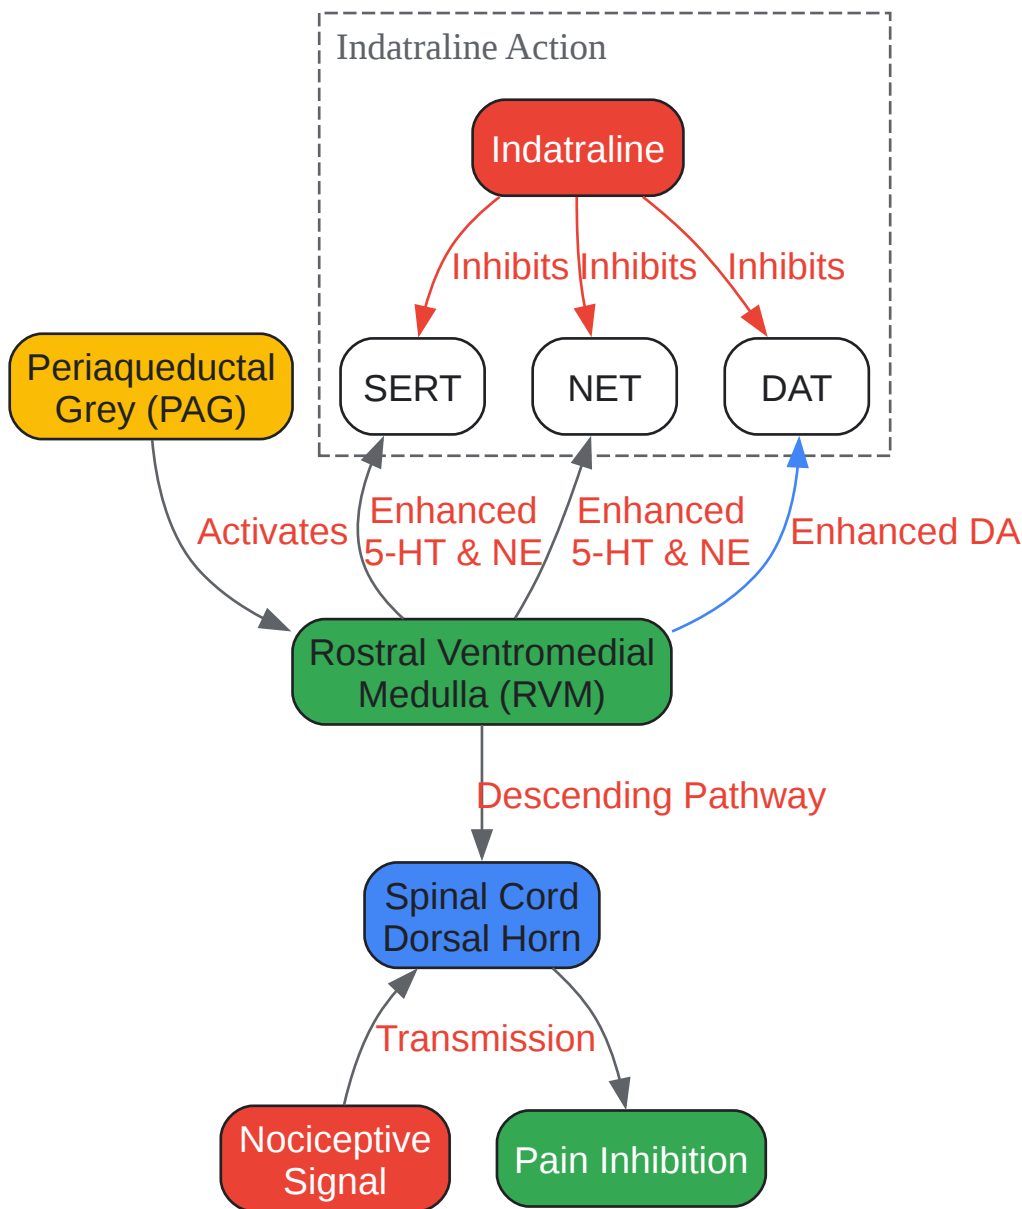 Indatraline Action
Indatraline
Inhibits
Inhibits
Inhibits
Periaqueductal
Grey (PAG)
SERT
NET
DAT
Activates
Enhanced
5-HT & NE
Enhanced
5-HT & NE
Enhanced DA
Rostral Ventromedial
Medulla (RVM)
Descending Pathway
Spinal Cord
Dorsal Horn
Transmission
Nociceptive
Signal
Pain Inhibition